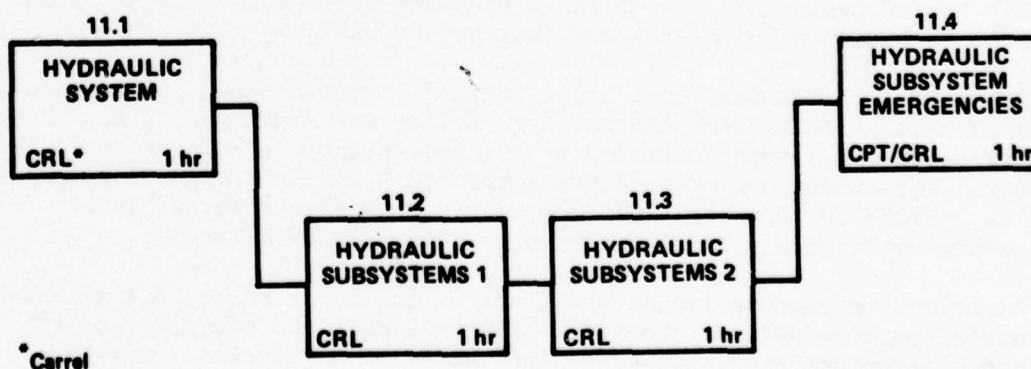 11.1
HYDRAULIC
SYSTEM
CRL* 1 hr
11.2
HYDRAULIC
SUBSYSTEMS 1
CRL 1 hr
11.3
HYDRAULIC
SUBSYSTEMS 2
CRL 1 hr
11.4
HYDRAULIC
SUBSYSTEM
EMERGENCIES
CPT/CRL 1 hr
*Carrel